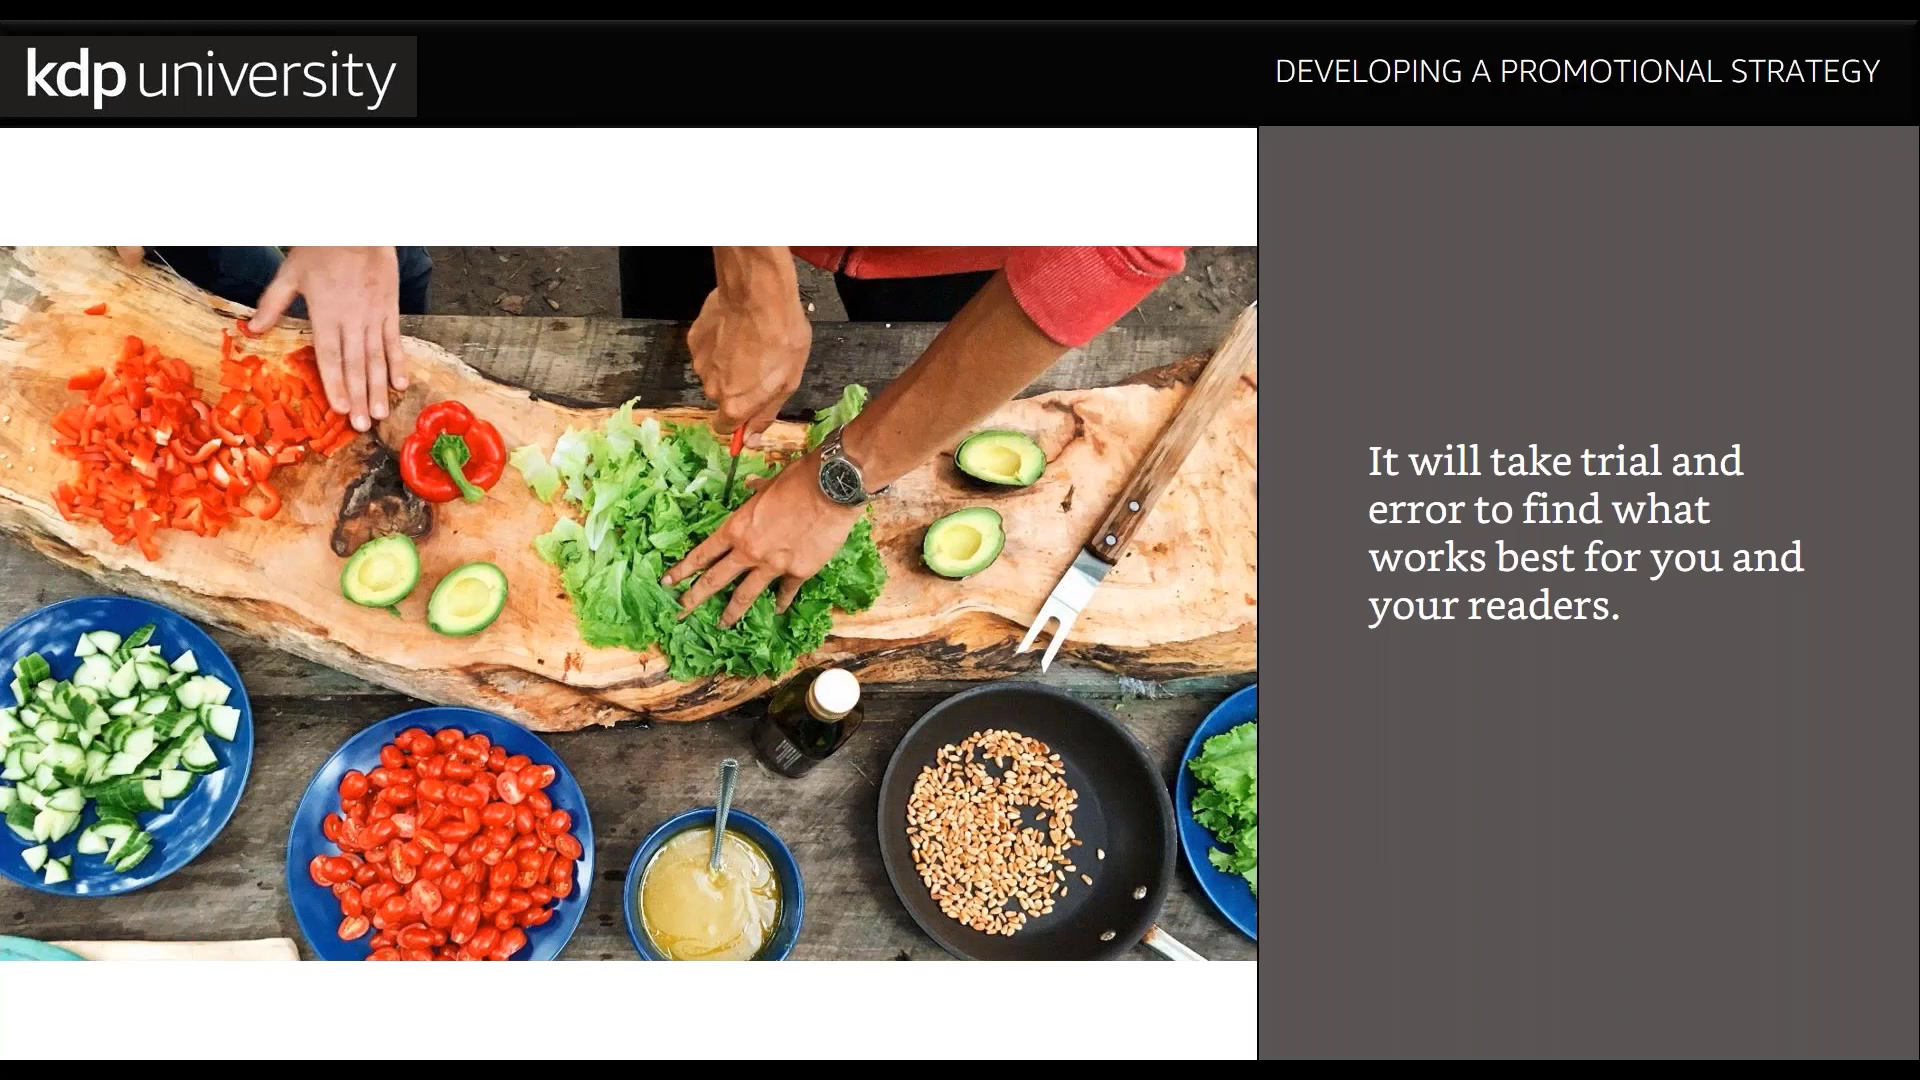 kdp university
DEVELOPING A PROMOTIONAL STRATEGY
It will take trial and
error to find what
works best for you and
your readers.